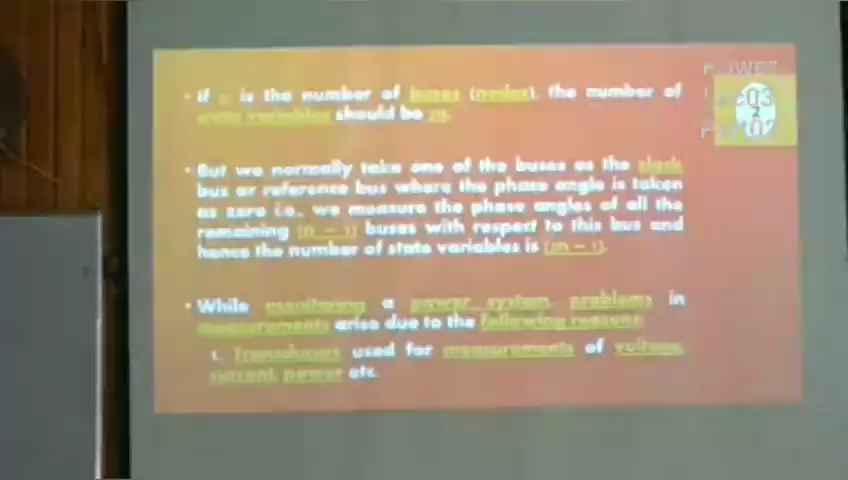 • If n is the number of buses (nodes), the number of
state variables should be 2n.
• But we normally take one of the buses as the slack
bus or reference bus where the phase angle is taken
as zero i.e., we measure the phase angles of all the
remaining (n – 1) buses with respect to this bus and
hence the number of state variables is (2n – 1).
• While monitoring a power system, problems in
measurements arise due to the following reasons:
1. Transducers used for measurements of voltage,
current, power etc.